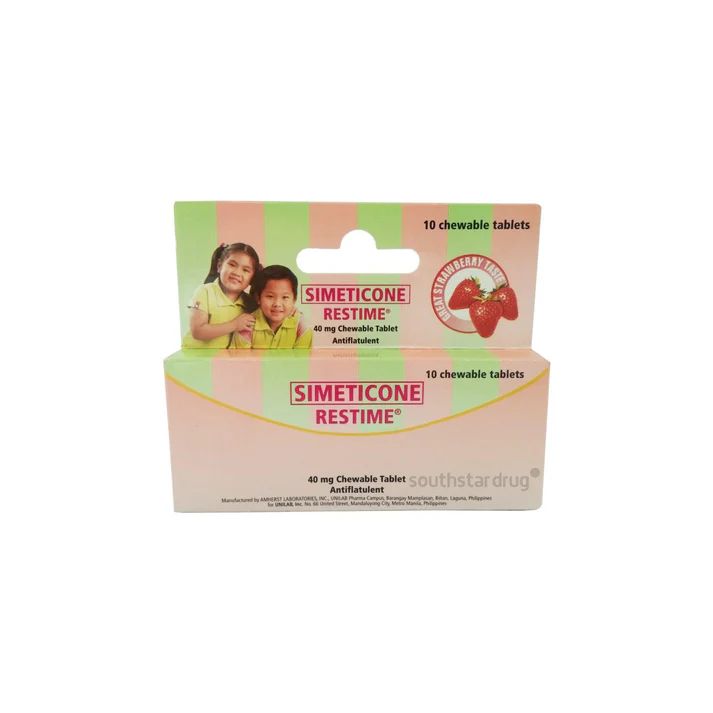 10 chewable tablets
GREAT STRAWBERRY TASTE
SIMETICONE
RESTIME®
40 mg Chewable Tablet
Antiflatulent
10 chewable tablets
SIMETICONE
RESTIME®
40 mg Chewable Tablet
Antiflatulent
southstardrug
Manufactured by AMHERST LABORATORIES, INC., UNILAB Pharma Campus, Barangay Mamplasan, Biñan, Laguna, Philippines
for UNILAB, Inc. No. 66 United Street, Mandaluyong City, Metro Manila, Philippines